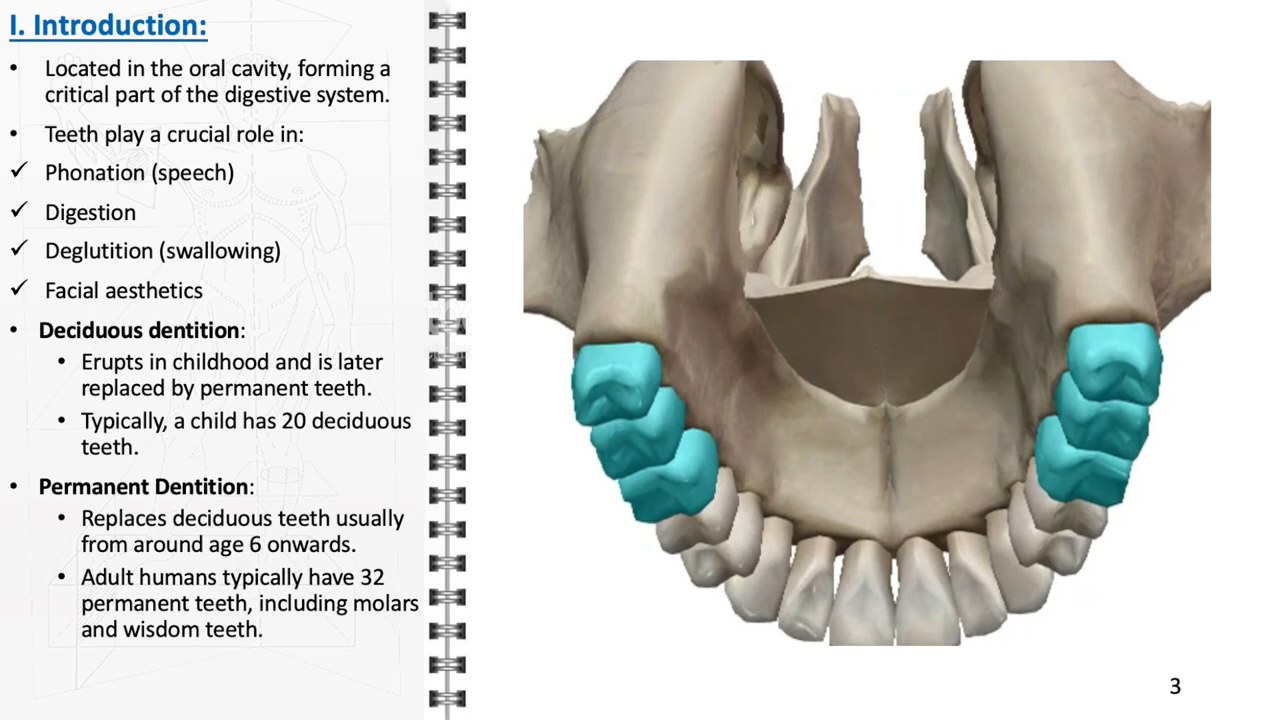 I. Introduction:
• Located in the oral cavity, forming a
critical part of the digestive system.
• Teeth play a crucial role in:
✓ Phonation (speech)
✓ Digestion
✓ Deglutition (swallowing)
✓ Facial aesthetics
• Deciduous dentition:
• Erupts in childhood and is later
replaced by permanent teeth.
• Typically, a child has 20 deciduous
teeth.
• Permanent Dentition:
• Replaces deciduous teeth usually
from around age 6 onwards.
• Adult humans typically have 32
permanent teeth, including molars
and wisdom teeth.
3